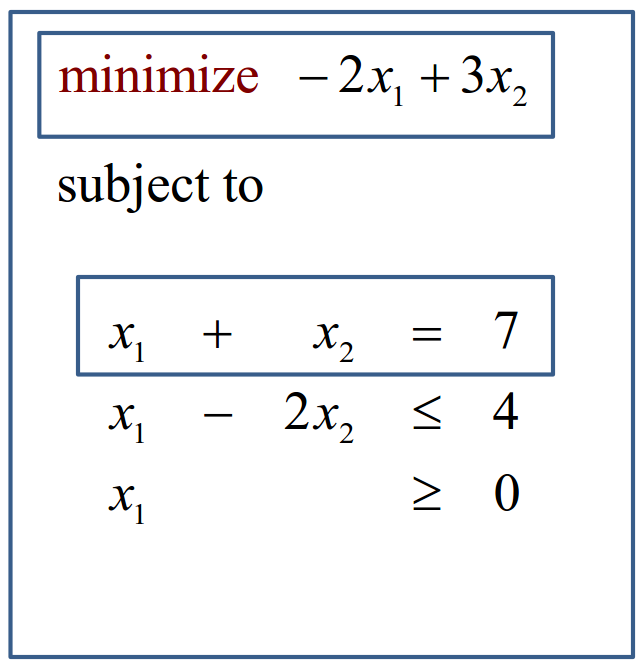 minimize −2x₁ + 3x₂
subject to
x₁ + x₂ = 7
x₁ − 2x₂ ≤ 4
x₁ ≥ 0